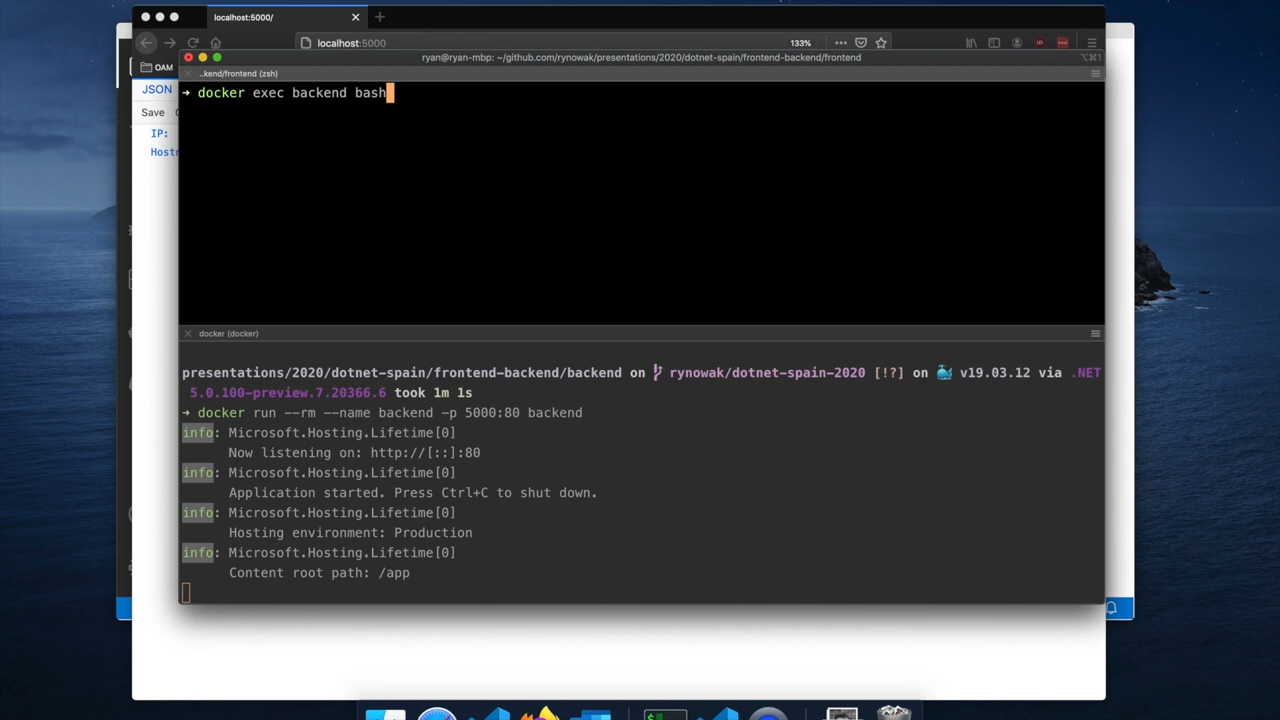 localhost:5000/
localhost:5000
133%
OAM
ryan@ryan-mbp: ~/github.com/rynowak/presentations/2020/dotnet-spain/frontend-backend/frontend
⌥⌘1
..kend/frontend (zsh)
JSON
Save
IP:
➜ docker exec backend bash
docker (docker)
presentations/2020/dotnet-spain/frontend-backend/backend on rynowak/dotnet-spain-2020 [!?] on 🐳 v19.03.12 via .NET
5.0.100-preview.7.20366.6 took 1m 1s
➜ docker run --rm --name backend -p 5000:80 backend
info: Microsoft.Hosting.Lifetime[0]
Now listening on: http://[::]:80
info: Microsoft.Hosting.Lifetime[0]
Application started. Press Ctrl+C to shut down.
info: Microsoft.Hosting.Lifetime[0]
Hosting environment: Production
info: Microsoft.Hosting.Lifetime[0]
Content root path: /app